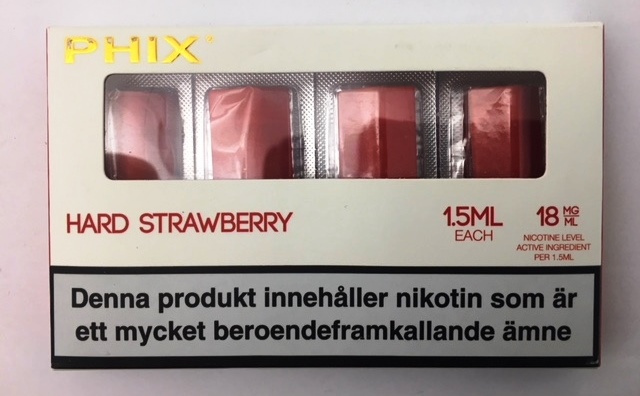 PHIX
HARD STRAWBERRY
1.5ML
EACH
18 MG
ML
NICOTINE LEVEL
ACTIVE INGREDIENT
PER 1.5ML
Denna produkt innehåller nikotin som är
ett mycket beroendeframkallande ämne